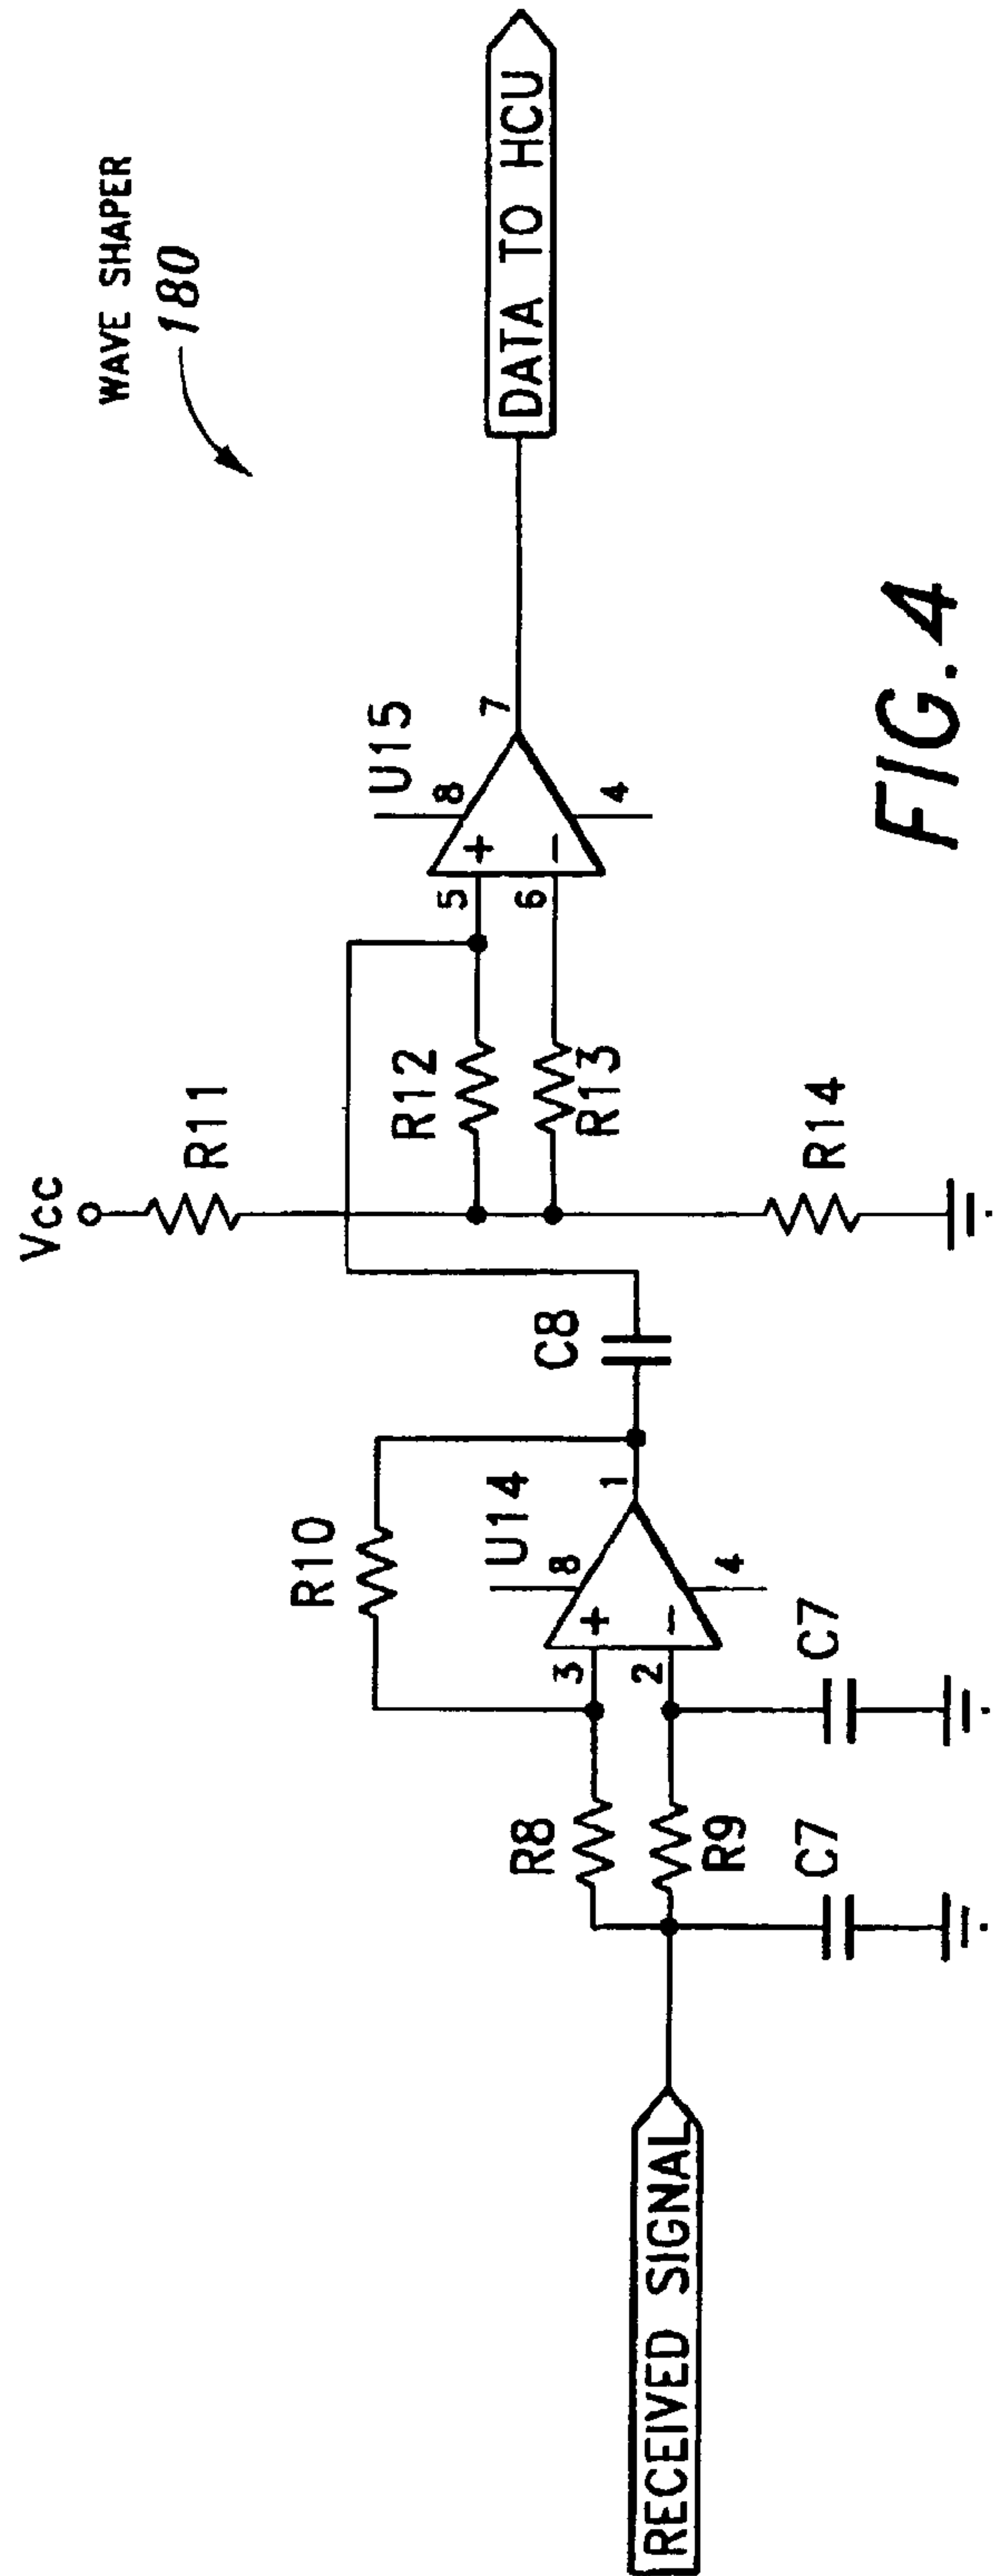 WAVE SHAPER
180
Vcc
R11
R10
U14
8
3
+
1
2
−
4
R8
R9
C7
C7
C8
R12
R13
R14
U15
8
5
+
7
6
−
4
RECEIVED SIGNAL
DATA TO HCU
FIG. 4